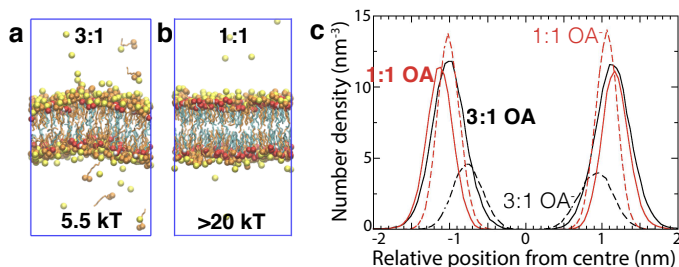 a
3:1
5.5 kT
b
1:1
>20 kT
c
Number density (nm⁻³)
15
10
5
0
1:1 OA⁻
1:1 OA
3:1 OA
3:1 OA⁻
-2 -1 0 1 2
Relative position from centre (nm)